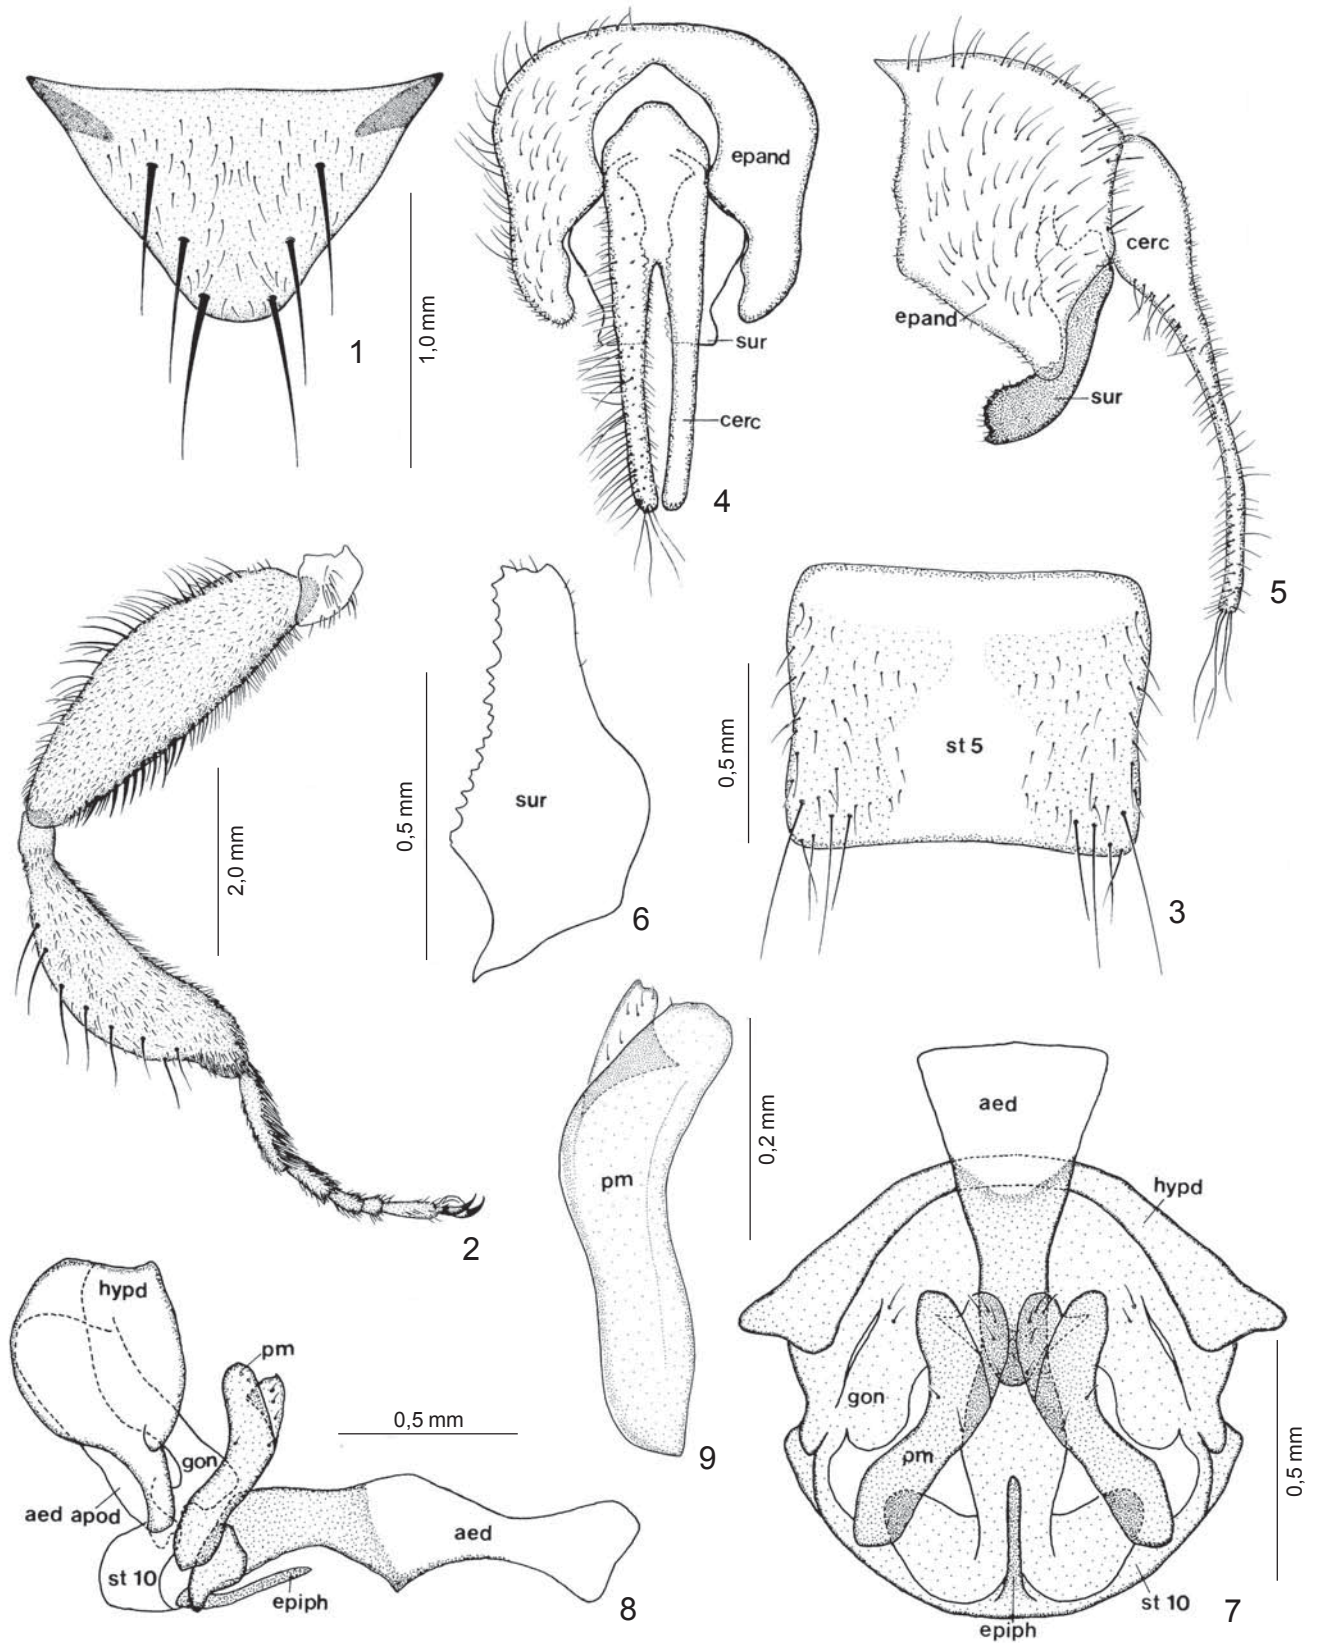 1
1,0 mm
epand
sur
cerc
4
cerc
epand
sur
5
2,0 mm
2
0,5 mm
sur
6
0,5 mm
st 5
3
pm
0,2 mm
9
aed
hypd
gon
pm
0,5 mm
st 10
epiph
7
hypd
pm
gon
0,5 mm
aed apod
aed
st 10
epiph
8